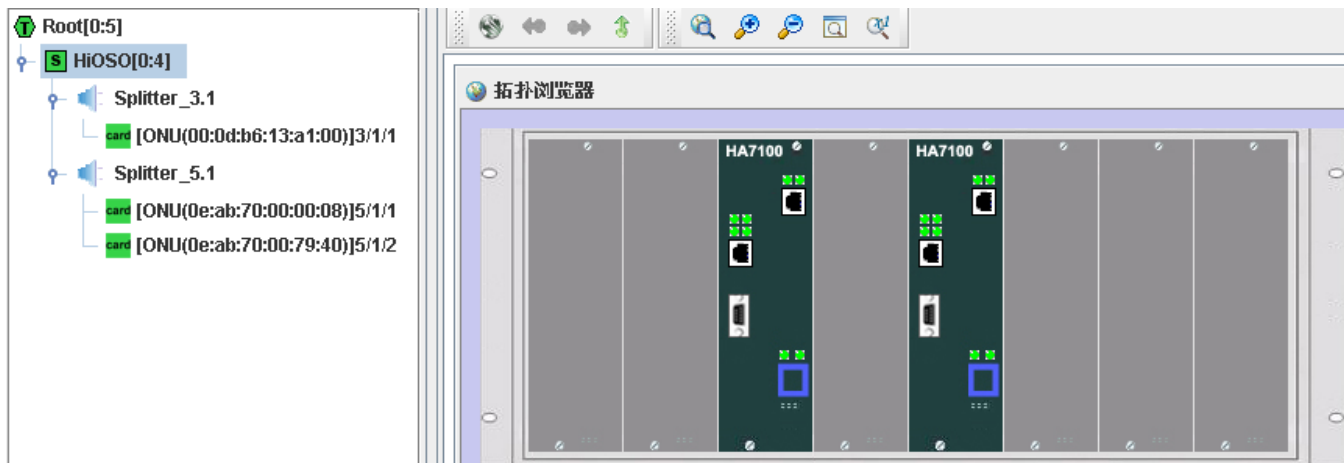 Root[0:5]
S HiOSO[0:4]
Splitter_3.1
card [ONU(00:0d:b6:13:a1:00)]3/1/1
Splitter_5.1
card [ONU(0e:ab:70:00:00:08)]5/1/1
card [ONU(0e:ab:70:00:79:40)]5/1/2
拓扑浏览器
HA7100 HA7100